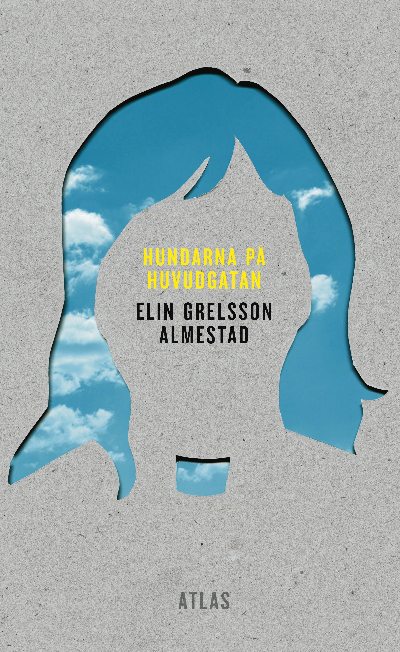 HUNDARNA PÅ
HUVUDGATAN
ELIN GRELSSON
ALMESTAD
ATLAS